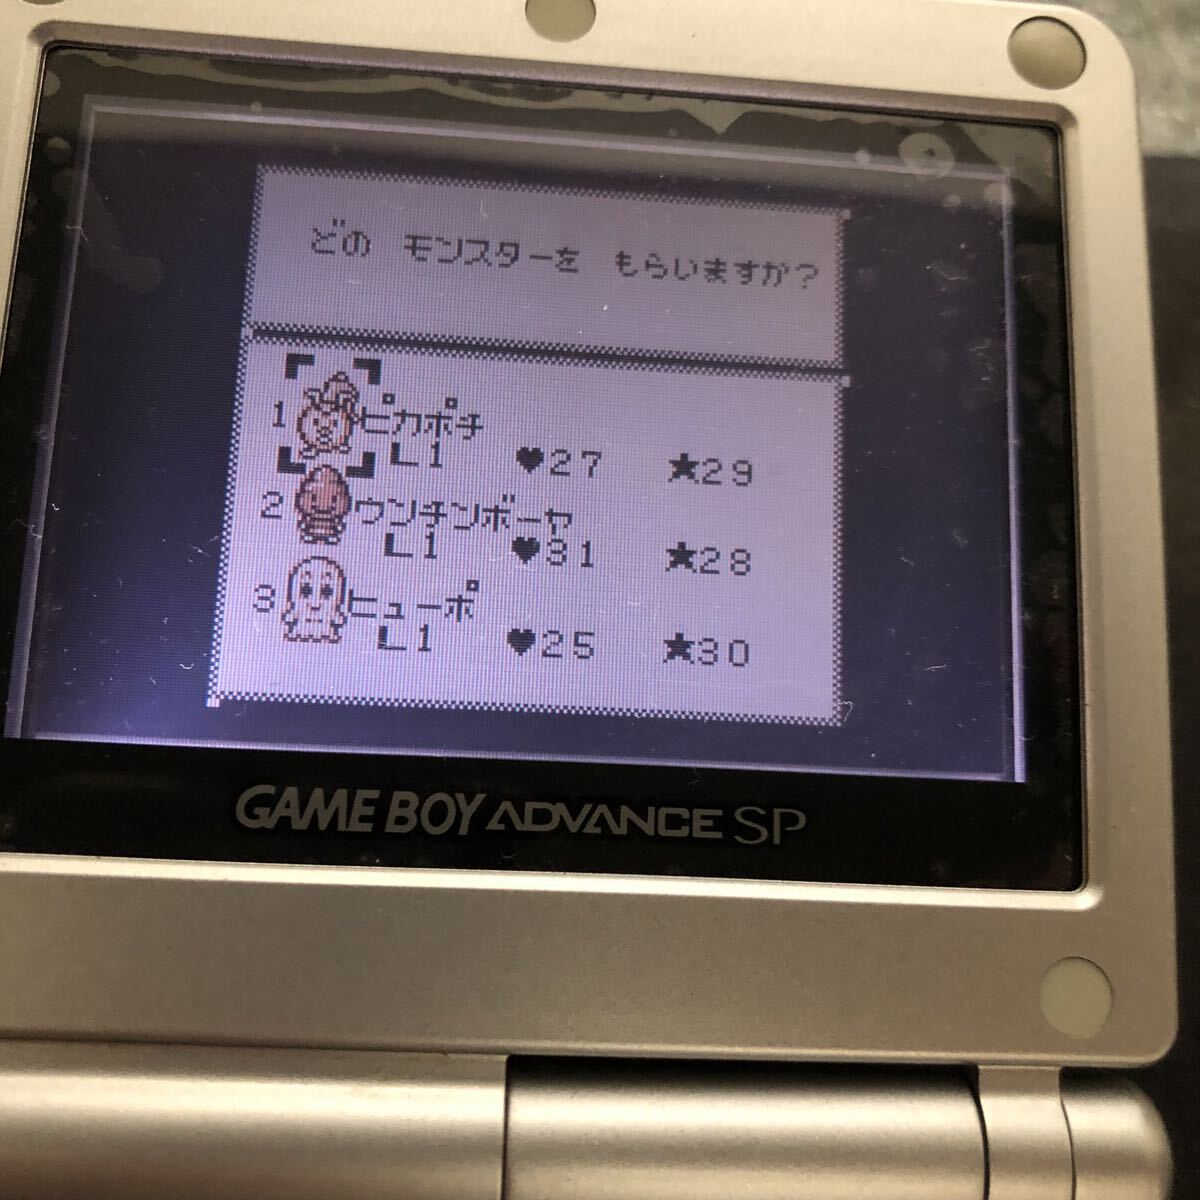 どの モンスターを もらいますか?
1 ピカポチ
L1 ♥27 ★29
2 ウンチンボーヤ
L1 ♥31 ★28
3 ヒューポ
L1 ♥25 ★30
GAME BOY ADVANCE SP